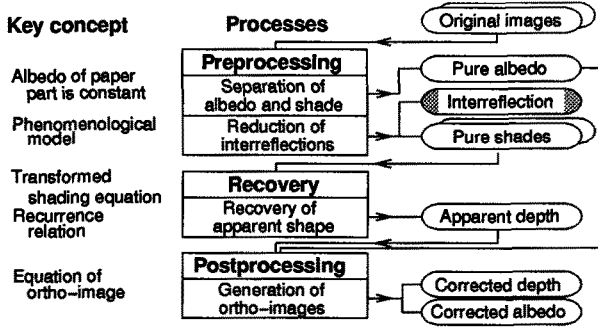 Key concept
Processes
Original images
Preprocessing
Albedo of paper
part is constant
Separation of
albedo and shade
Pure albedo
Interreflection
Phenomenological
model
Reduction of
interreflections
Pure shades
Transformed
shading equation
Recurrence
relation
Recovery
Recovery of
apparent shape
Apparent depth
Postprocessing
Equation of
ortho-image
Generation of
ortho-images
Corrected depth
Corrected albedo